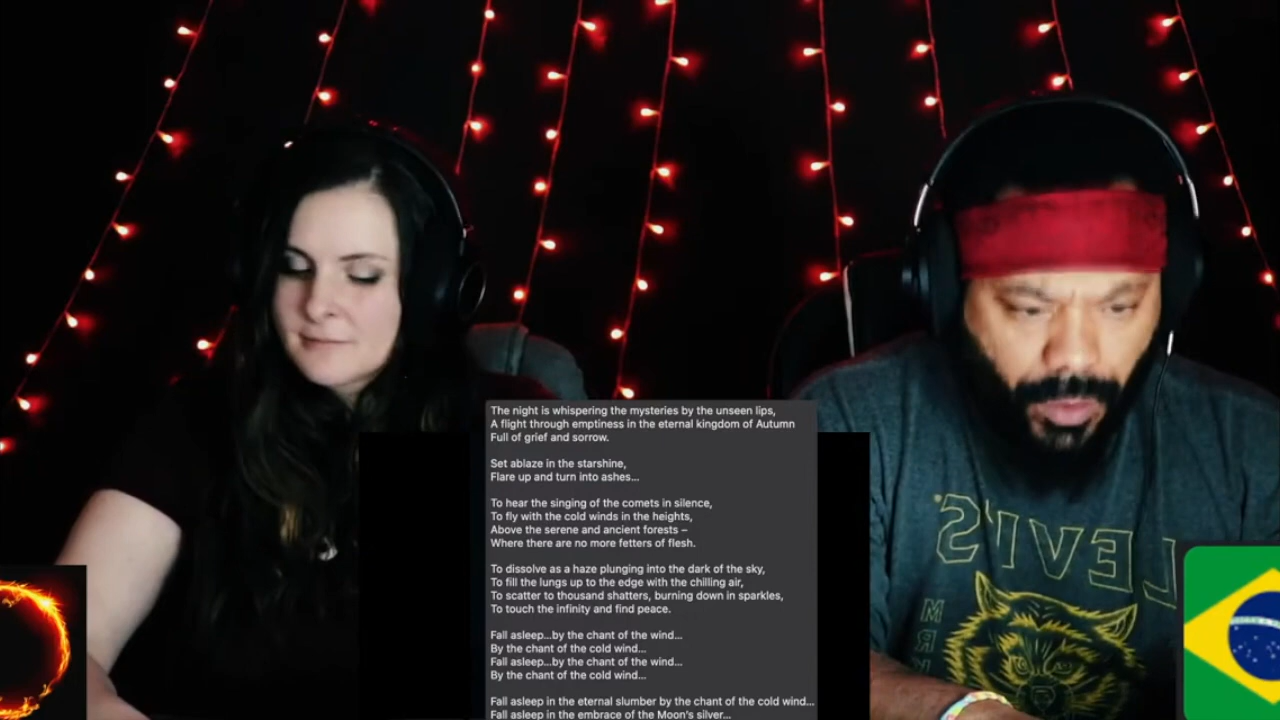 The night is whispering the mysteries by the unseen lips,
A flight through emptiness in the eternal kingdom of Autumn
Full of grief and sorrow.
Set ablaze in the starshine,
Flare up and turn into ashes...
To hear the singing of the comets in silence,
To fly with the cold winds in the heights,
Above the serene and ancient forests –
Where there are no more fetters of flesh.
To dissolve as a haze plunging into the dark of the sky,
To fill the lungs up to the edge with the chilling air,
To scatter to thousand shatters, burning down in sparkles,
To touch the infinity and find peace.
Fall asleep...by the chant of the wind...
By the chant of the cold wind...
Fall asleep...by the chant of the wind...
By the chant of the cold wind...
Fall asleep in the eternal slumber by the chant of the cold wind...
Fall asleep in the embrace of the Moon's silver...
LEVI'S